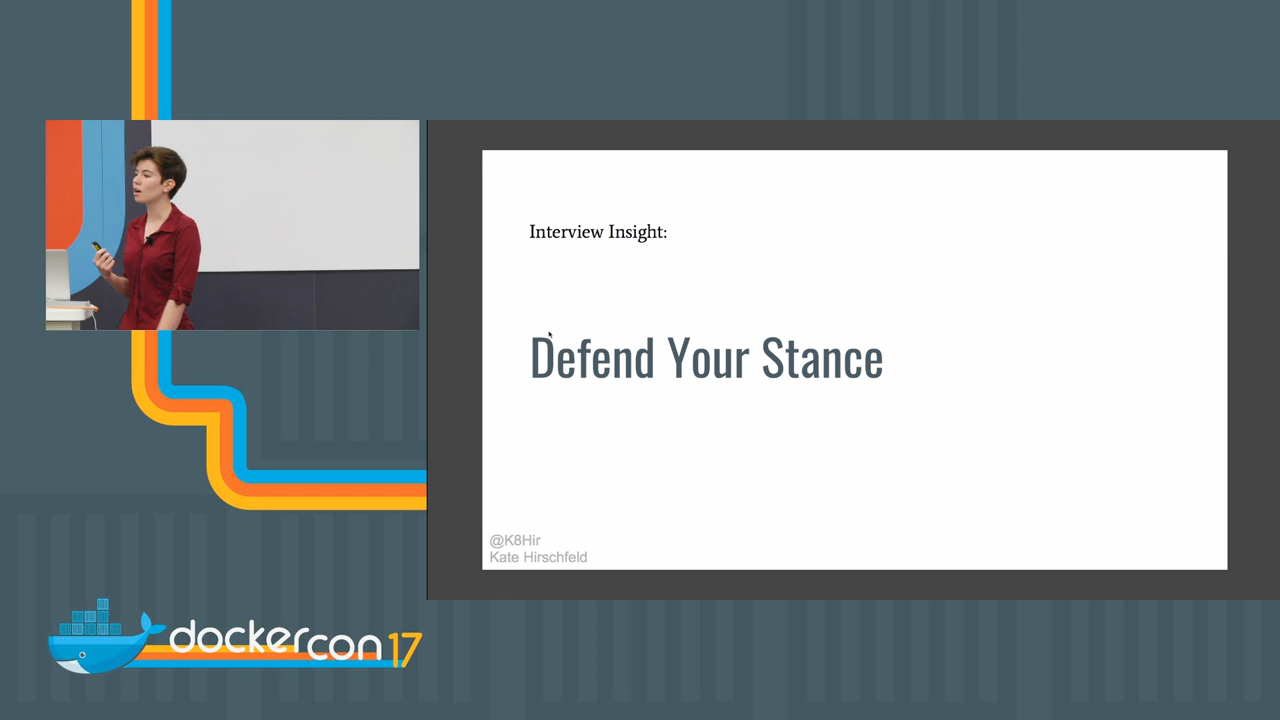 Interview Insight:
Defend Your Stance
@K8Hir
Kate Hirschfeld
dockercon 17